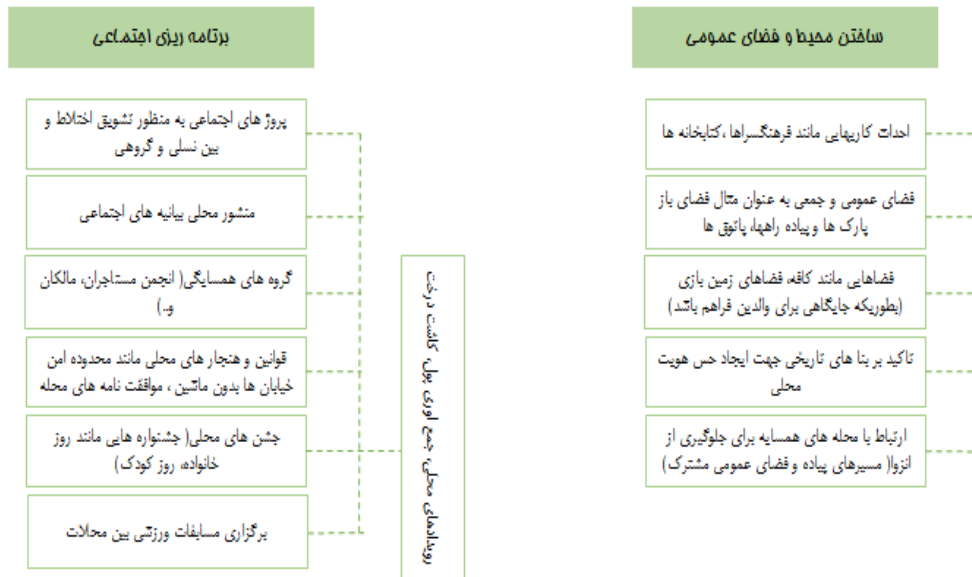 ساختن محیط و فضای عمومی
احداث کاریهایی مانند فرهنگسراها ،کتابخانه ها
فضای عمومی و جمعی به عنوان مثال فضای باز
پارک ها و پیاده راهها، پاتوق ها
فضاهایی مانند کافه، فضاهای زمین بازی
(بطوریکه جایگاهی برای والدین فراهم باشد)
تاکید بر بنا های تاریخی جهت ایجاد حس هویت
محلی
ارتباط با محله های همسایه برای جلوگیری از
انزوا( مسیرهای پیاده و فضای عمومی مشترک)
برنامه ریزی اجتماعی
پروژ های اجتماعی به منظور تشویق اختلاط و
بین نسلی و گروهی
منشور محلی بیانیه های اجتماعی
گروه های همسایگی( انجمن مستاجران، مالکان
و..)
قوانین و هنجار های محلی مانند محدوده امن
خیابان ها بدون ماشین ، موافقت نامه های محله
جشن های محلی( جشنواره هایی مانند روز
خانواده، روز کودک)
برگزاری مسابقات ورزشی بین محلات
رویدادهای محلی، جمع اوری پول، کاشت درخت